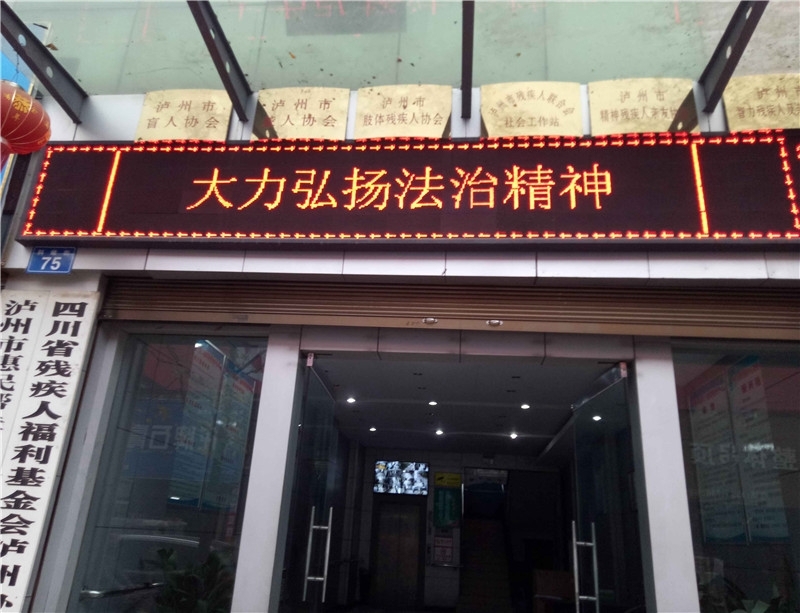 泸州市
盲人协会
泸州市
聋人协会
泸州市
肢体残疾人协会
泸州市残疾人联合会
社会工作站
泸州市
精神残疾人亲友协
大力弘扬法治精神
75
四川省残疾人福利基金会泸州
泸州市惠民